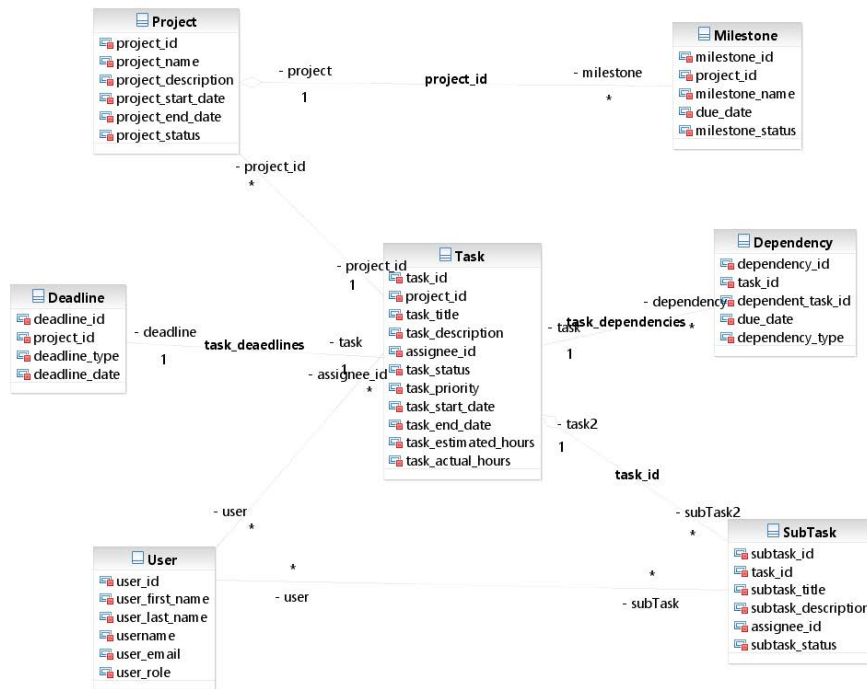 Project
project_id
project_name
project_description
project_start_date
project_end_date
project_status
- project
1
project_id
- milestone
*
Milestone
milestone_id
project_id
milestone_name
due_date
milestone_status
- project_id
*
- project_id
1
Deadline
deadline_id
project_id
deadline_type
deadline_date
- deadline
1
task_deaedlines
- task
1
- assignee_id
*
Task
task_id
project_id
task_title
task_description
assignee_id
task_status
task_priority
task_start_date
task_end_date
task_estimated_hours
task_actual_hours
- dependency
*
task_dependencies
- task
1
Dependency
dependency_id
task_id
dependent_task_id
due_date
dependency_type
- task2
1
task_id
- subTask2
*
- user
*
User
user_id
user_first_name
user_last_name
username
user_email
user_role
*
- user
*
- subTask
SubTask
subtask_id
task_id
subtask_title
subtask_description
assignee_id
subtask_status